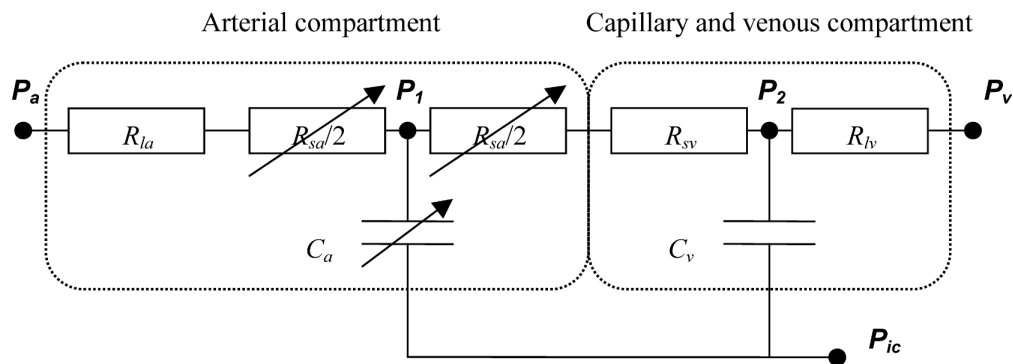 Arterial compartment
Capillary and venous compartment
Pa
P1
P2
Pv
Rla
Rsa/2
Rsa/2
Rsv
Rlv
Ca
Cv
Pic